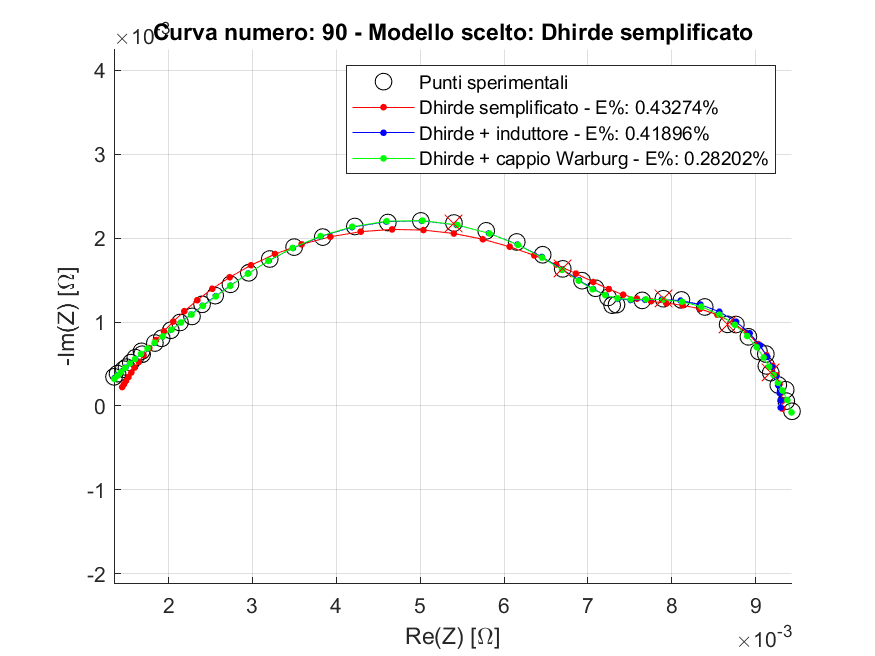 Curva numero: 90 - Modello scelto: Dhirde semplificato
×10⁻³
Punti sperimentali
Dhirde semplificato - E%: 0.43274%
Dhirde + induttore - E%: 0.41896%
Dhirde + cappio Warburg - E%: 0.28202%
4
3
2
1
0
-1
-2
-Im(Z) [Ω]
2 3 4 5 6 7 8 9
Re(Z) [Ω]
×10⁻³